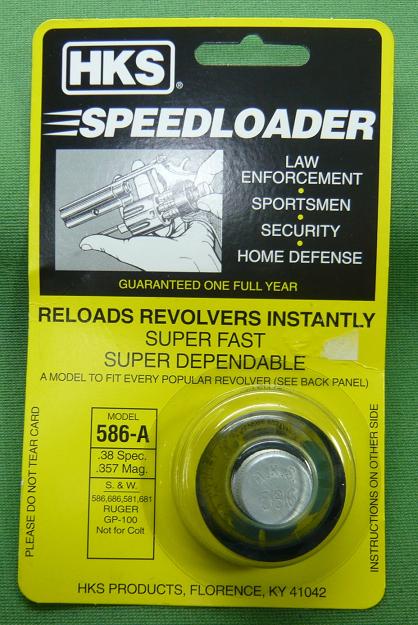 HKS®
SPEEDLOADER
LAW
ENFORCEMENT
•
SPORTSMEN
•
SECURITY
•
HOME DEFENSE
GUARANTEED ONE FULL YEAR
RELOADS REVOLVERS INSTANTLY
SUPER FAST
SUPER DEPENDABLE
A MODEL TO FIT EVERY POPULAR REVOLVER (SEE BACK PANEL)
PLEASE DO NOT TEAR CARD
MODEL
586-A
.38 Spec.
.357 Mag.
S. & W.
586,686,581,681
RUGER
GP-100
Not for Colt
INSTRUCTIONS ON OTHER SIDE
HKS PRODUCTS, FLORENCE, KY 41042